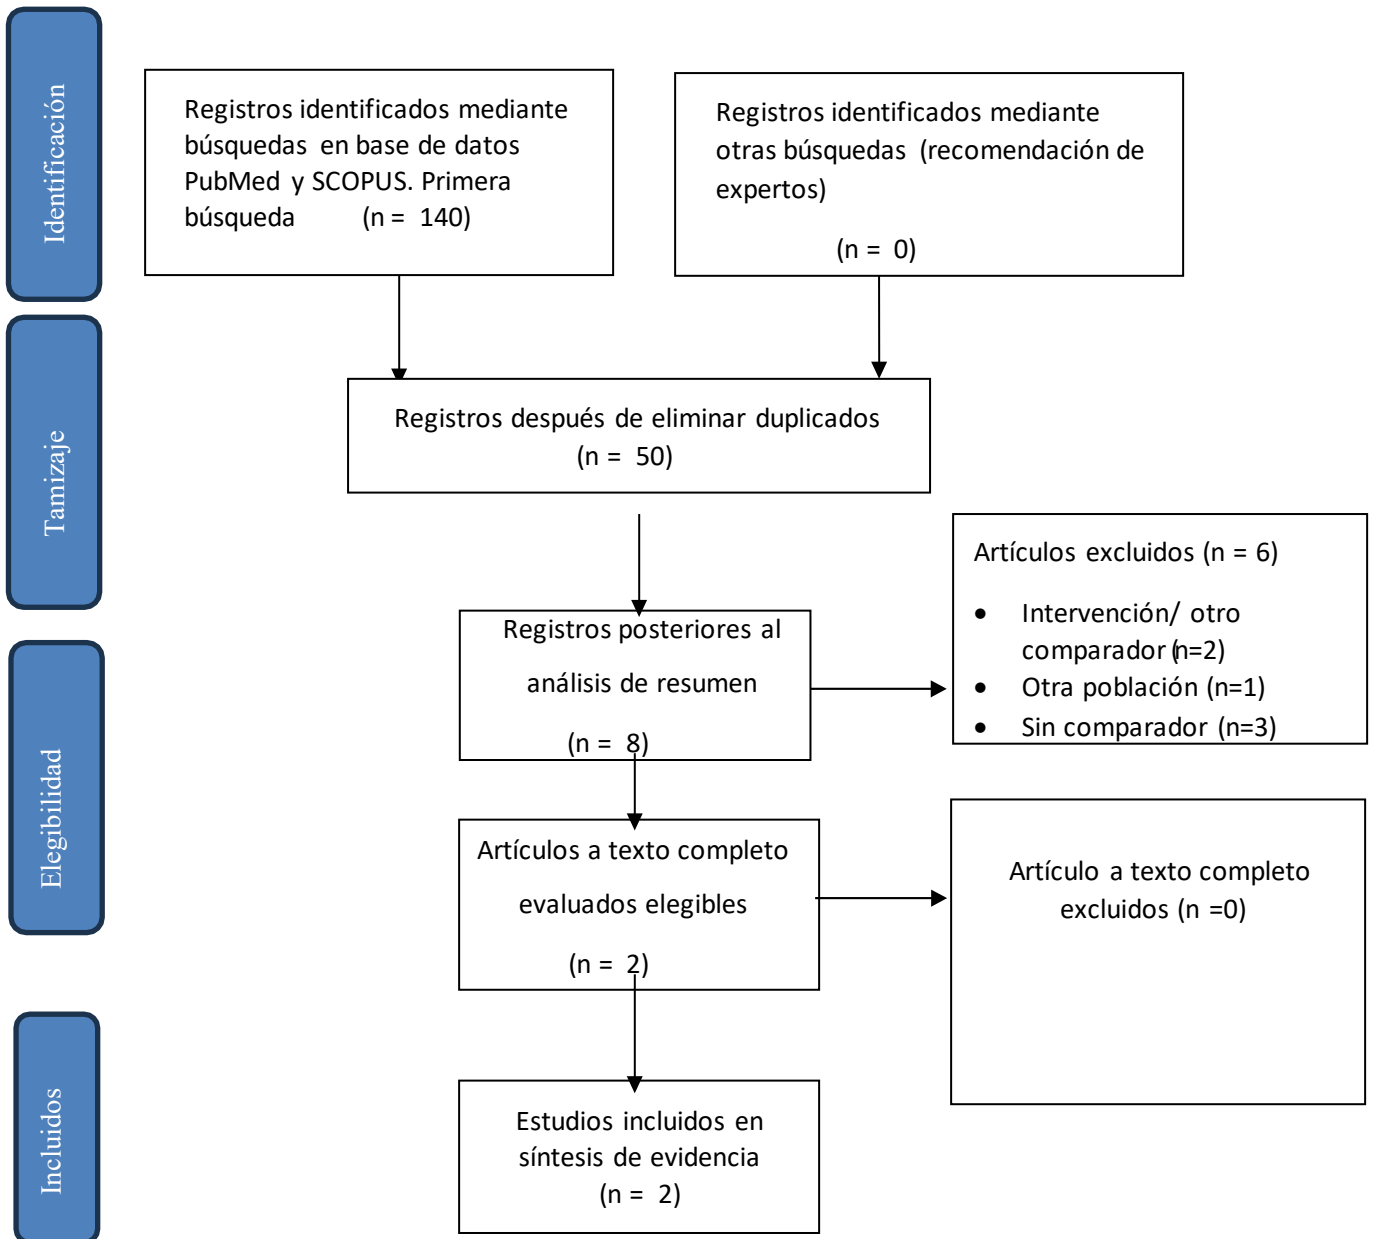 Identificación
Registros identificados mediante
búsquedas en base de datos
PubMed y SCOPUS. Primera
búsqueda (n = 140)
Registros identificados mediante
otras búsquedas (recomendación de
expertos)
(n = 0)
Tamizaje
Registros después de eliminar duplicados
(n = 50)
Registros posteriores al
análisis de resumen
(n = 8)
Artículos excluidos (n = 6)
• Intervención/ otro
comparador (n=2)
• Otra población (n=1)
• Sin comparador (n=3)
Elegibilidad
Artículos a texto completo
evaluados elegibles
(n = 2)
Artículo a texto completo
excluidos (n =0)
Incluidos
Estudios incluidos en
síntesis de evidencia
(n = 2)